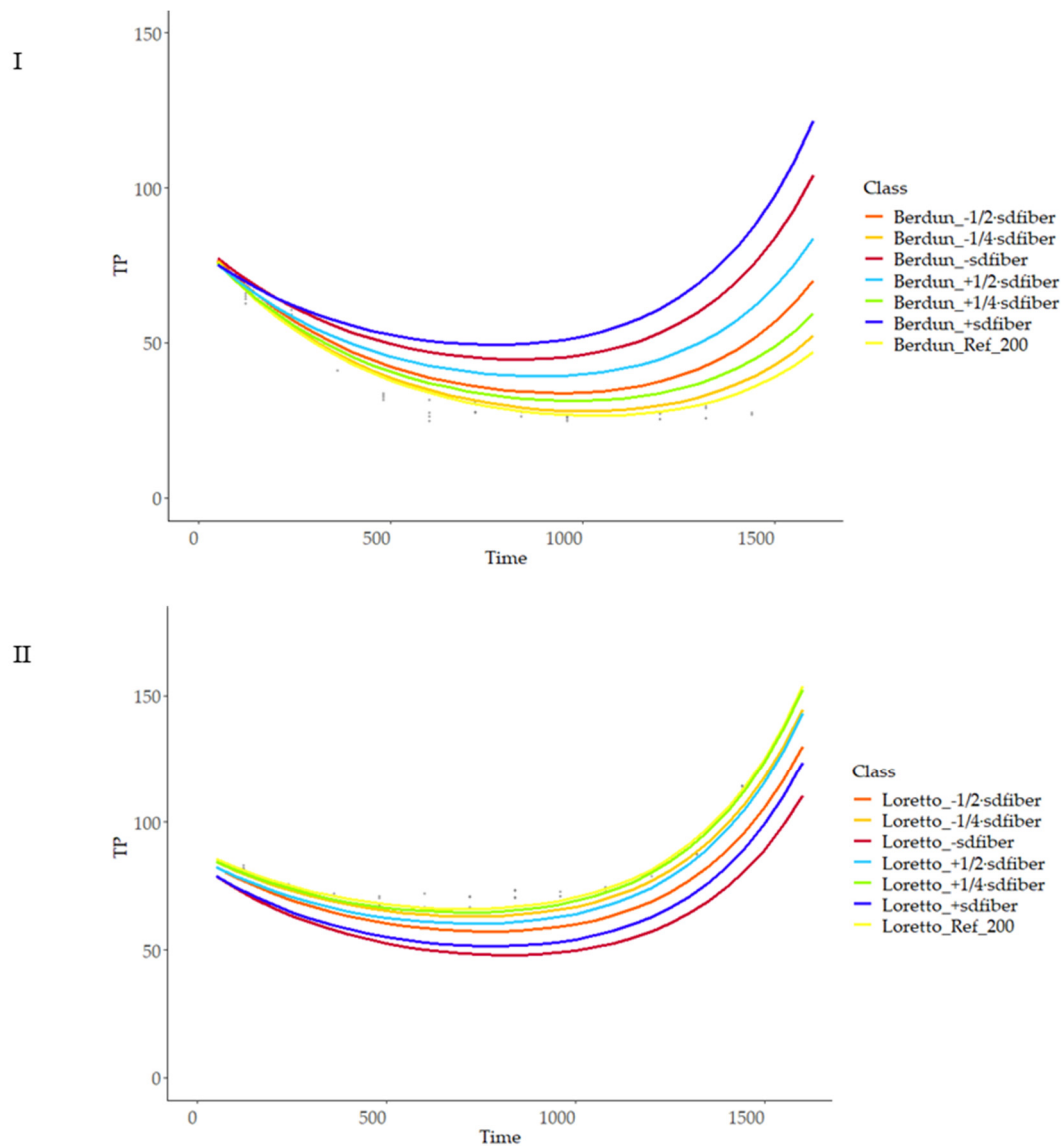 I
150
100
50
0
TP
0 500 1000 1500
Time
Class
Berdun_-1/2·sdfiber
Berdun_-1/4·sdfiber
Berdun_-sdfiber
Berdun_+1/2·sdfiber
Berdun_+1/4·sdfiber
Berdun_+sdfiber
Berdun_Ref_200
II
150
100
50
0
TP
0 500 1000 1500
Time
Class
Loretto_-1/2·sdfiber
Loretto_-1/4·sdfiber
Loretto_-sdfiber
Loretto_+1/2·sdfiber
Loretto_+1/4·sdfiber
Loretto_+sdfiber
Loretto_Ref_200